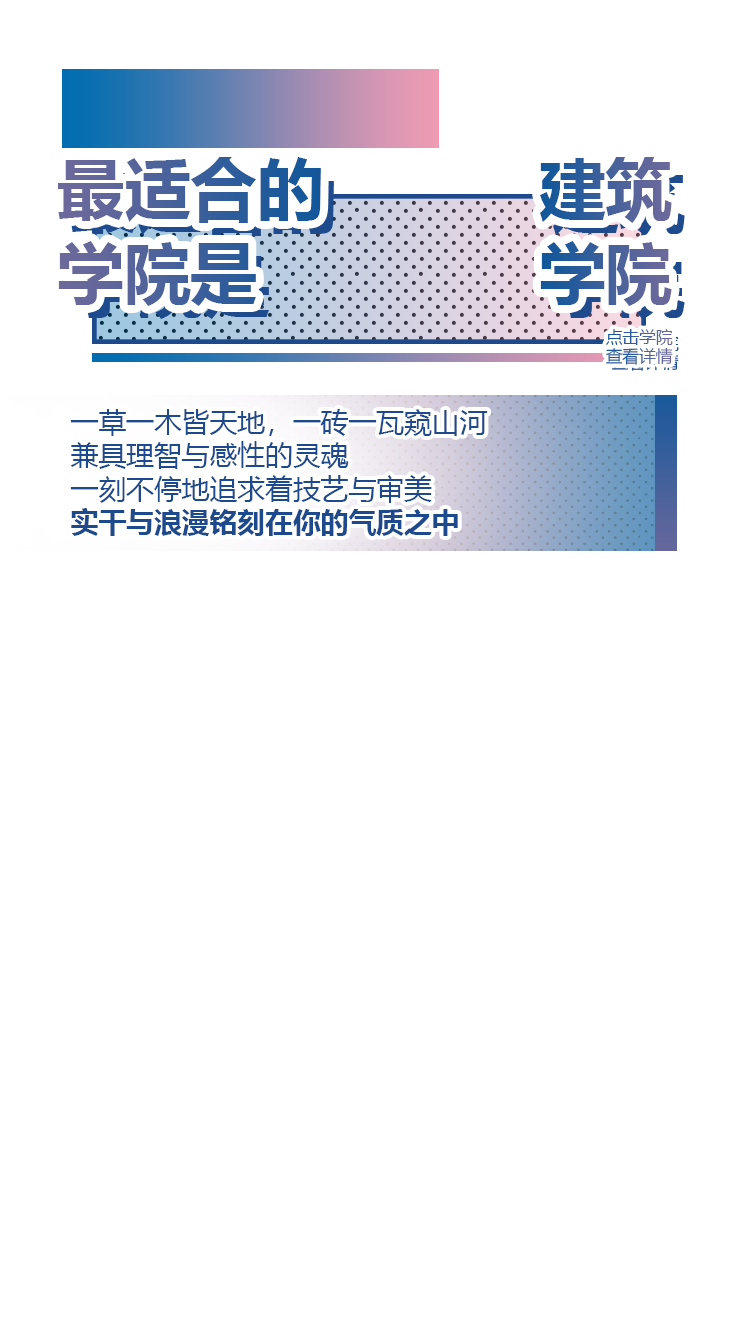 最适合的 建筑
学院是 学院
点击学院
查看详情
一草一木皆天地，一砖一瓦窥山河
兼具理智与感性的灵魂
一刻不停地追求着技艺与审美
实干与浪漫铭刻在你的气质之中